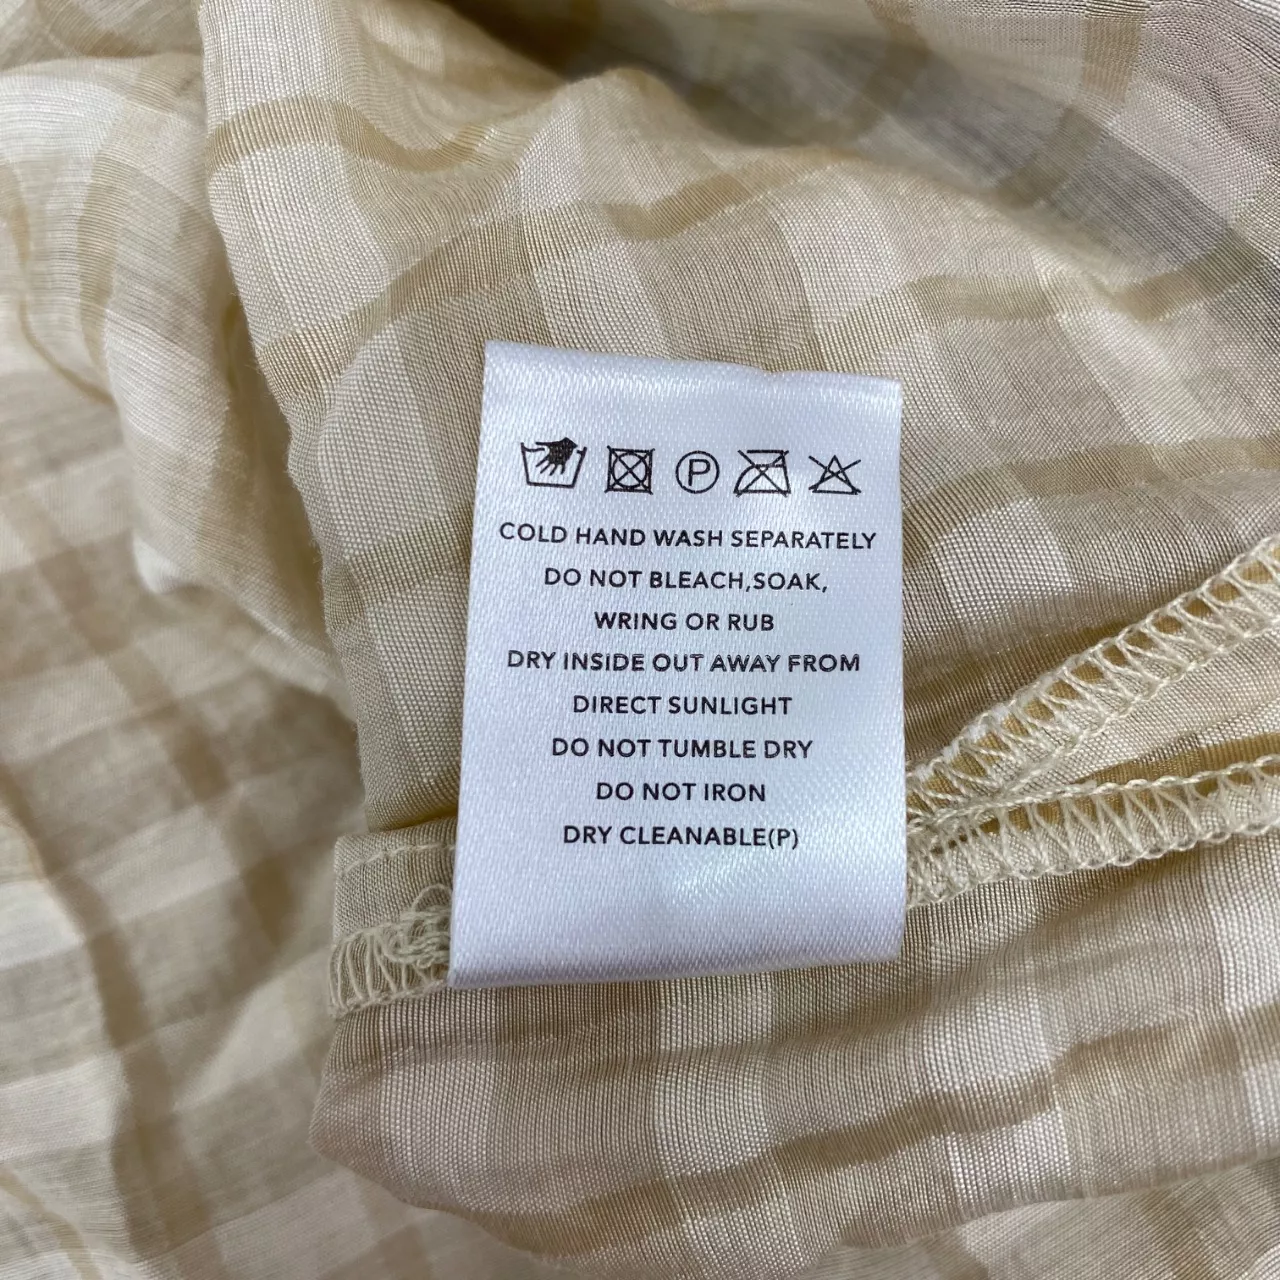 P
COLD HAND WASH SEPARATELY
DO NOT BLEACH,SOAK,
WRING OR RUB
DRY INSIDE OUT AWAY FROM
DIRECT SUNLIGHT
DO NOT TUMBLE DRY
DO NOT IRON
DRY CLEANABLE(P)